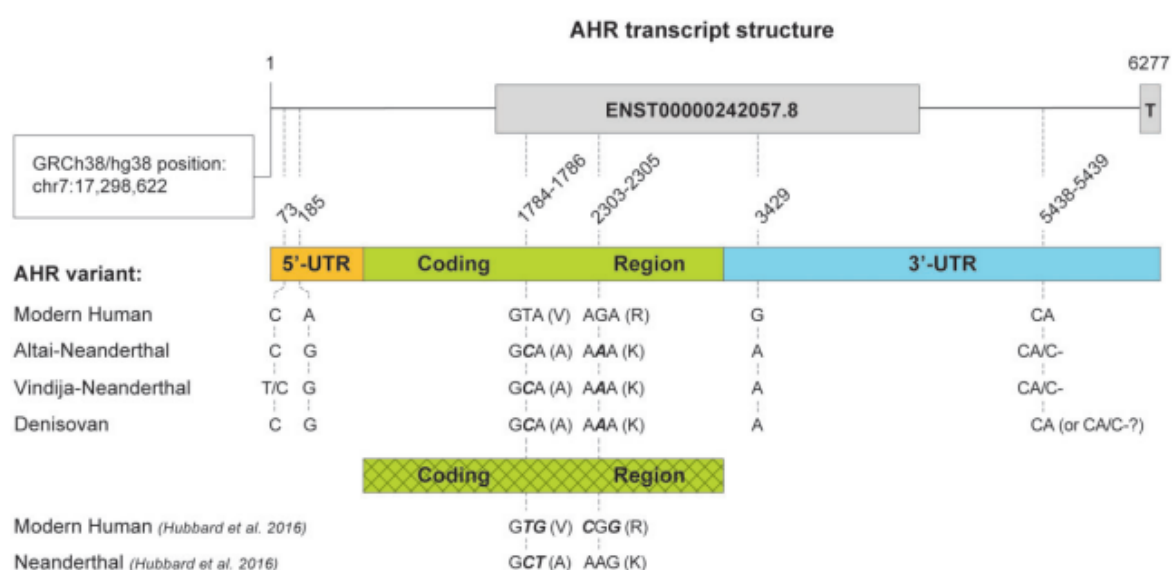 AHR transcript structure
1
6277
ENST00000242057.8
T
GRCh38/hg38 position:
chr7:17,298,622
73
185
1784-1786
2303-2305
3429
5438-5439
5'-UTR
Coding
Region
3'-UTR
AHR variant:
Modern Human C A GTA (V) AGA (R) G CA
Altai-Neanderthal C G GCA (A) AAA (K) A CA/C-
Vindija-Neanderthal T/C G GCA (A) AAA (K) A CA/C-
Denisovan C G GCA (A) AAA (K) A CA (or CA/C-?)
Coding Region
Modern Human (Hubbard et al. 2016) GTG (V) CGG (R)
Neanderthal (Hubbard et al. 2016) GCT (A) AAG (K)